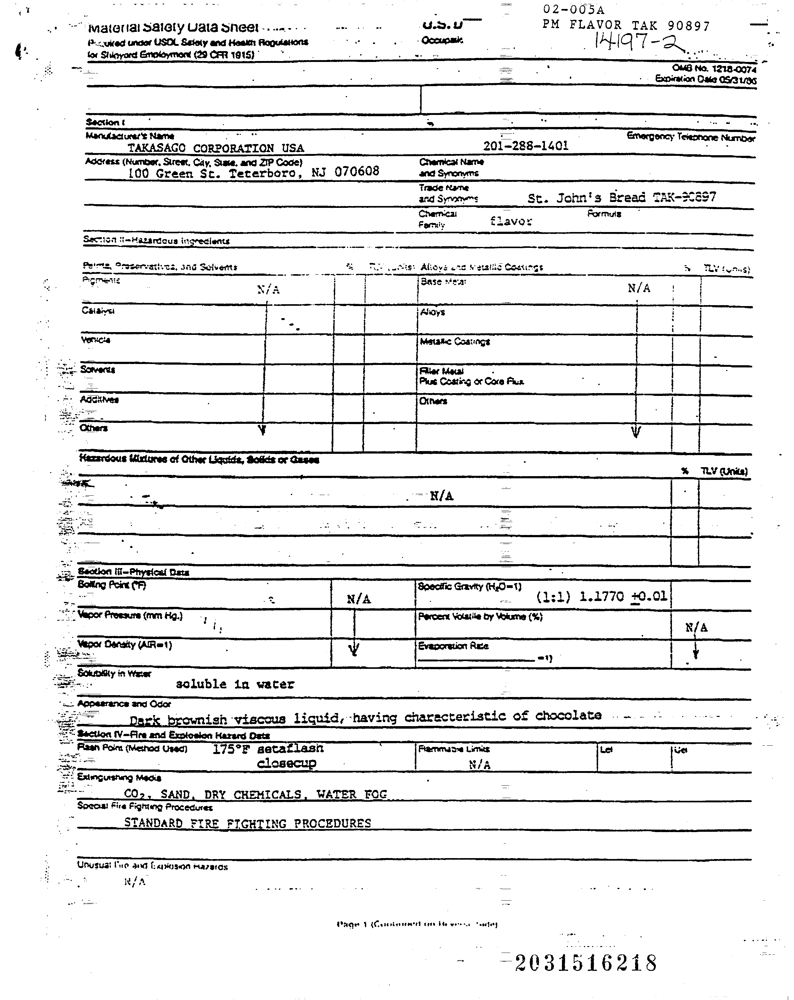 02-005A
PM FLAVOR TAK 90897
14197-2
Material Safety Data Sheet
Required under USDL Safety and Health Regulations
for Shipyard Employment (29 CFR 1915)
U.S. D
Occupati
OMB No. 1218-0074
Expiration Date 05/31/86
Section I
Manufacturer's Name
TAKASAGO CORPORATION USA
201-288-1401
Emergency Telephone Number
Address (Number, Street, City, State, and ZIP Code)
100 Green St. Teterboro, NJ 070608
Chemical Name
and Synonyms
Trade Name
and Synonyms
St. John's Bread TAK-90897
Chemical
Family
flavor
Formula
Section II-Hazardous Ingredients
Paints, Preservatives, and Solvents % TLV (Units) Alloys and Metallic Coatings % TLV (Units)
Pigments N/A Base Metal N/A
Catalyst Alloys
Vehicle Metallic Coatings
Solvents Filler Metal
Plus Coating or Core Flux
Additives Others
Others
Hazardous Mixtures of Other Liquids, Solids or Gases
% TLV (Units)
N/A
Section III-Physical Data
Boiling Point (°F) N/A Specific Gravity (H₂O=1) (1:1) 1.1770 ±0.01
Vapor Pressure (mm Hg.) Percent Volatile by Volume (%) N/A
Vapor Density (AIR=1) Evaporation Rate
=1)
Solubility in Water
soluble in water
Appearance and Odor
Dark brownish viscous liquid, having characteristic of chocolate
Section IV-Fire and Explosion Hazard Data
Flash Point (Method Used) 175°F setaflash
closecup
Flammable Limits
N/A
Lel
Uel
Extinguishing Media
CO₂, SAND, DRY CHEMICALS, WATER FOG
Special Fire Fighting Procedures
STANDARD FIRE FIGHTING PROCEDURES
Unusual Fire and Explosion Hazards
N/A
Page 1 (Continued on Reverse Side)
2031516218